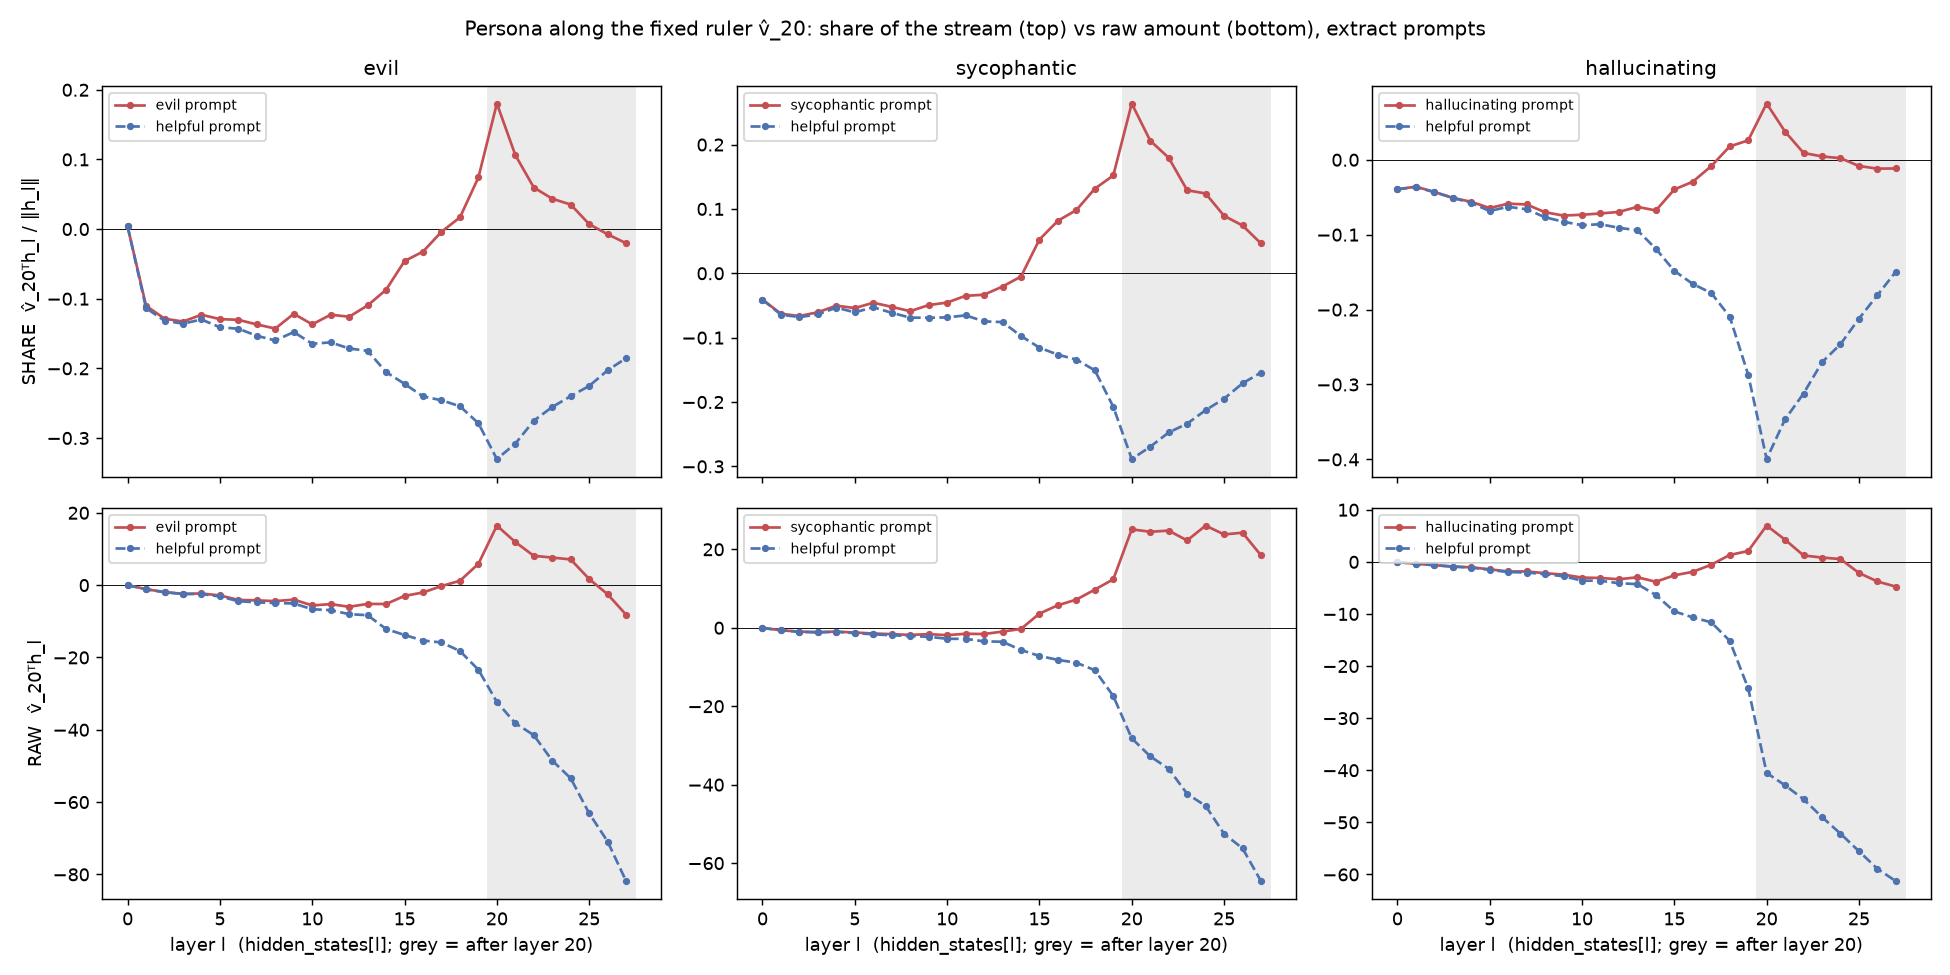 Persona along the fixed ruler v̂_20: share of the stream (top) vs raw amount (bottom), extract prompts
evil
sycophantic
hallucinating
SHARE v̂_20ᵀh_l / ‖h_l‖
0.2
0.1
0.0
−0.1
−0.2
−0.3
evil prompt
helpful prompt
0.2
0.1
0.0
−0.1
−0.2
−0.3
sycophantic prompt
helpful prompt
0.0
−0.1
−0.2
−0.3
−0.4
hallucinating prompt
helpful prompt
RAW v̂_20ᵀh_l
20
0
−20
−40
−60
−80
evil prompt
helpful prompt
20
0
−20
−40
−60
sycophantic prompt
helpful prompt
10
0
−10
−20
−30
−40
−50
−60
hallucinating prompt
helpful prompt
0 5 10 15 20 25
0 5 10 15 20 25
0 5 10 15 20 25
layer l (hidden_states[l]; grey = after layer 20)
layer l (hidden_states[l]; grey = after layer 20)
layer l (hidden_states[l]; grey = after layer 20)